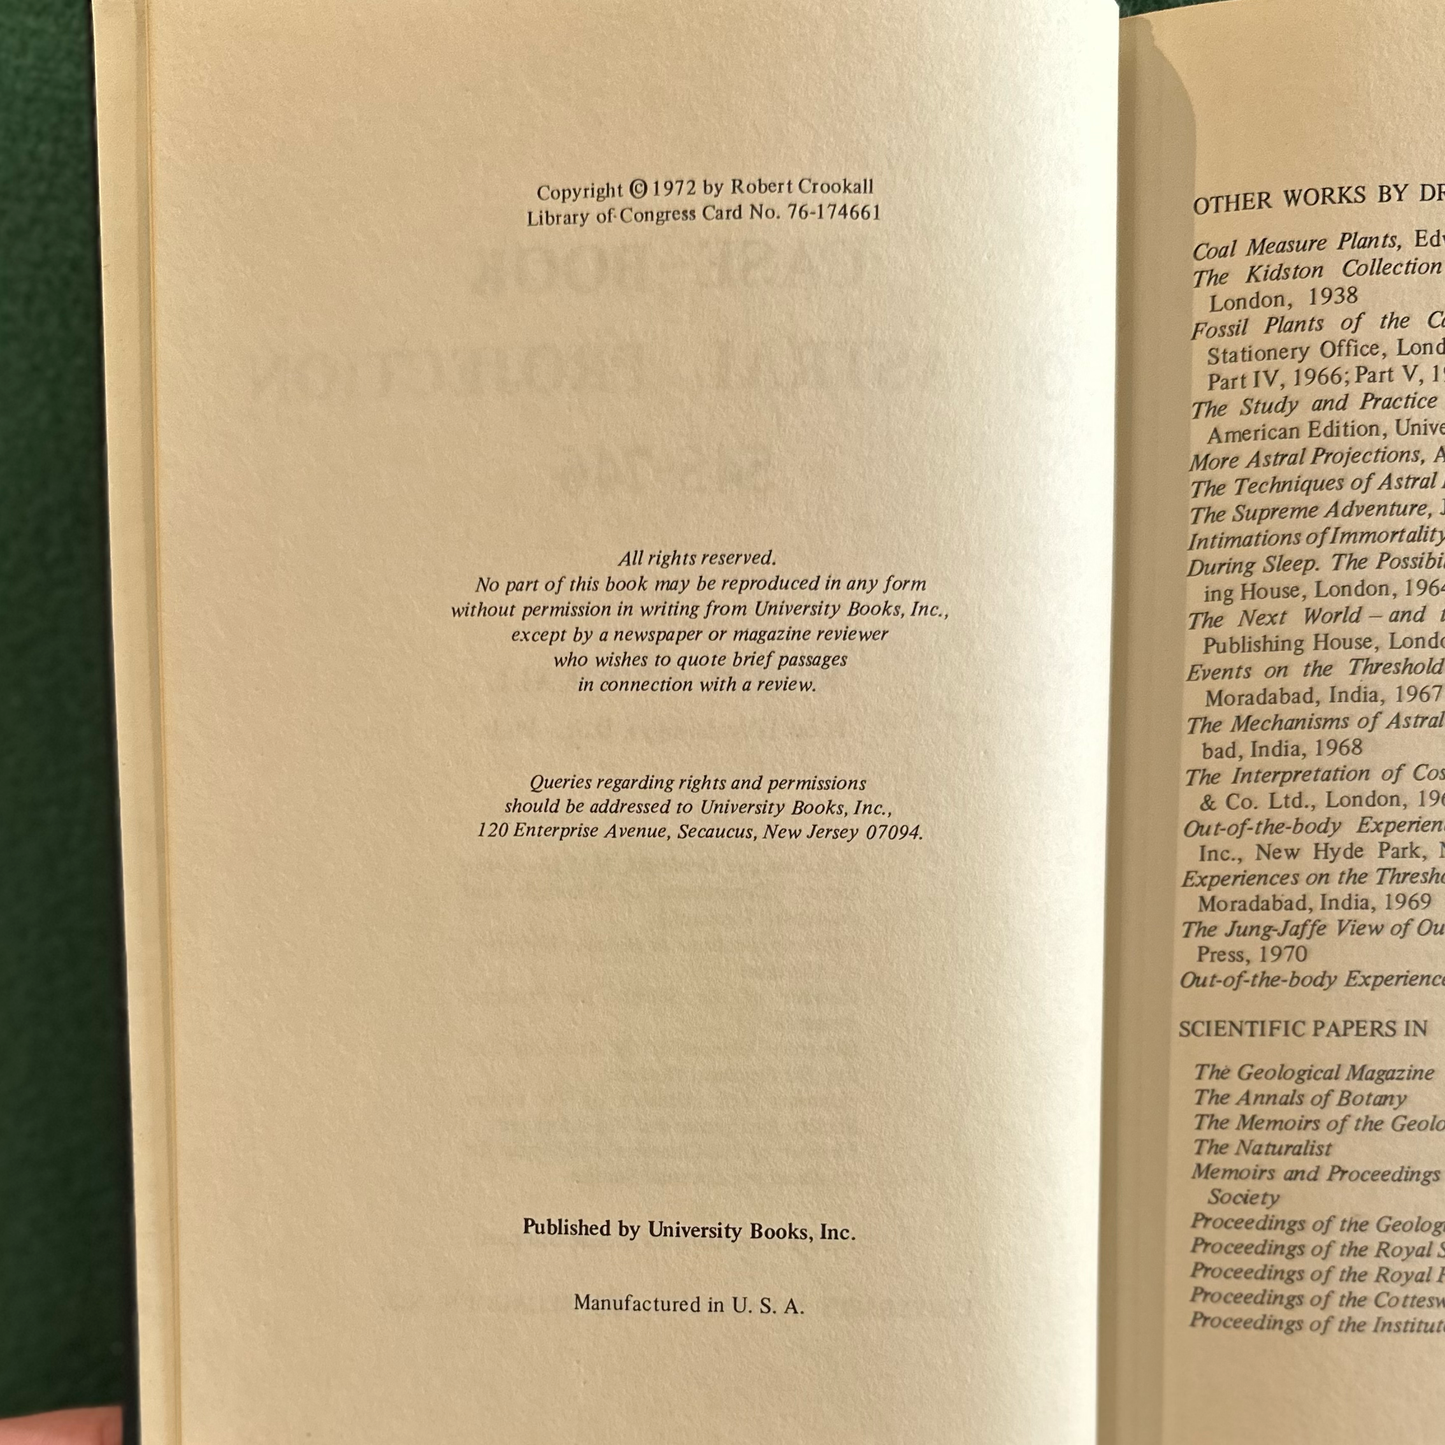 Copyright © 1972 by Robert Crookall
Library of Congress Card No. 76-174661
All rights reserved.
No part of this book may be reproduced in any form
without permission in writing from University Books, Inc.,
except by a newspaper or magazine reviewer
who wishes to quote brief passages
in connection with a review.
Queries regarding rights and permissions
should be addressed to University Books, Inc.,
120 Enterprise Avenue, Secaucus, New Jersey 07094.
Published by University Books, Inc.
Manufactured in U. S. A.
OTHER WORKS BY
Coal Measure Plants,
The Kidston Collection
London, 1938
Fossil Plants of the
Stationery Office,
Part IV, 1966; Part V,
The Study and Practice
American Edition,
More Astral Projections,
The Techniques of Astral
The Supreme Adventure,
Intimations of Immortality
During Sleep. The
ing House, London, 1964
The Next World – and
Publishing House,
Events on the Threshold
Moradabad, India, 1967
The Mechanisms of Astral
bad, India, 1968
The Interpretation of
& Co. Ltd., London,
Out-of-the-body
Inc., New Hyde Park,
Experiences on the
Moradabad, India, 1969
The Jung-Jaffe View of
Press, 1970
Out-of-the-body
SCIENTIFIC PAPERS IN
The Geological Magazine
The Annals of Botany
The Memoirs of the
The Naturalist
Memoirs and Proceedings
Society
Proceedings of the
Proceedings of the Royal
Proceedings of the Royal
Proceedings of the
Proceedings of the